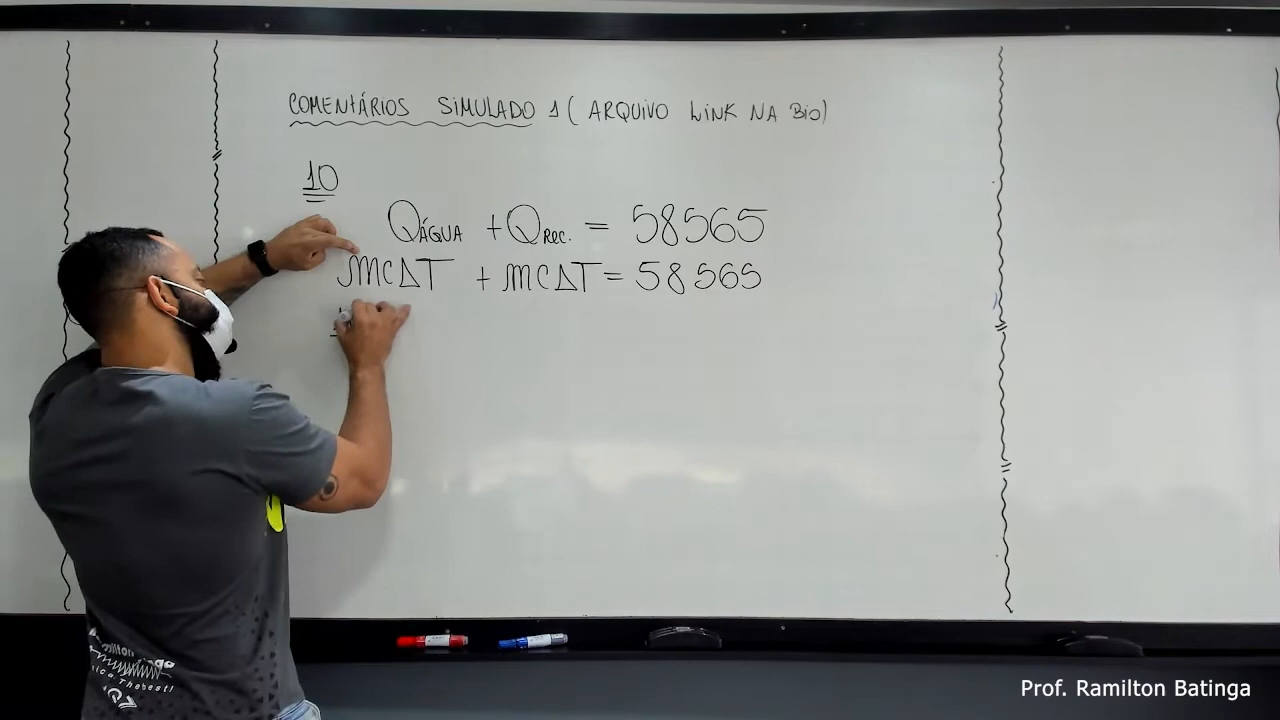 COMENTÁRIOS SIMULADO 1 ( ARQUIVO LINK NA BIO)
10
QÁGUA + QREC. = 58565
MCΔT + MCΔT = 58565
Prof. Ramilton Batinga